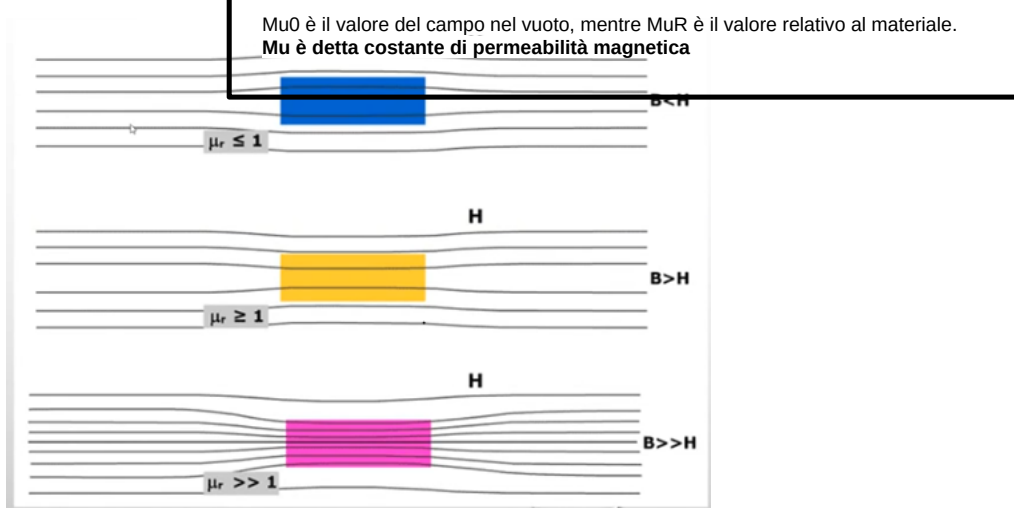 Mu0 è il valore del campo nel vuoto, mentre MuR è il valore relativo al materiale.
Mu è detta costante di permeabilità magnetica
B<H
μr ≤ 1
H
B>H
μr ≥ 1
H
B>>H
μr >> 1